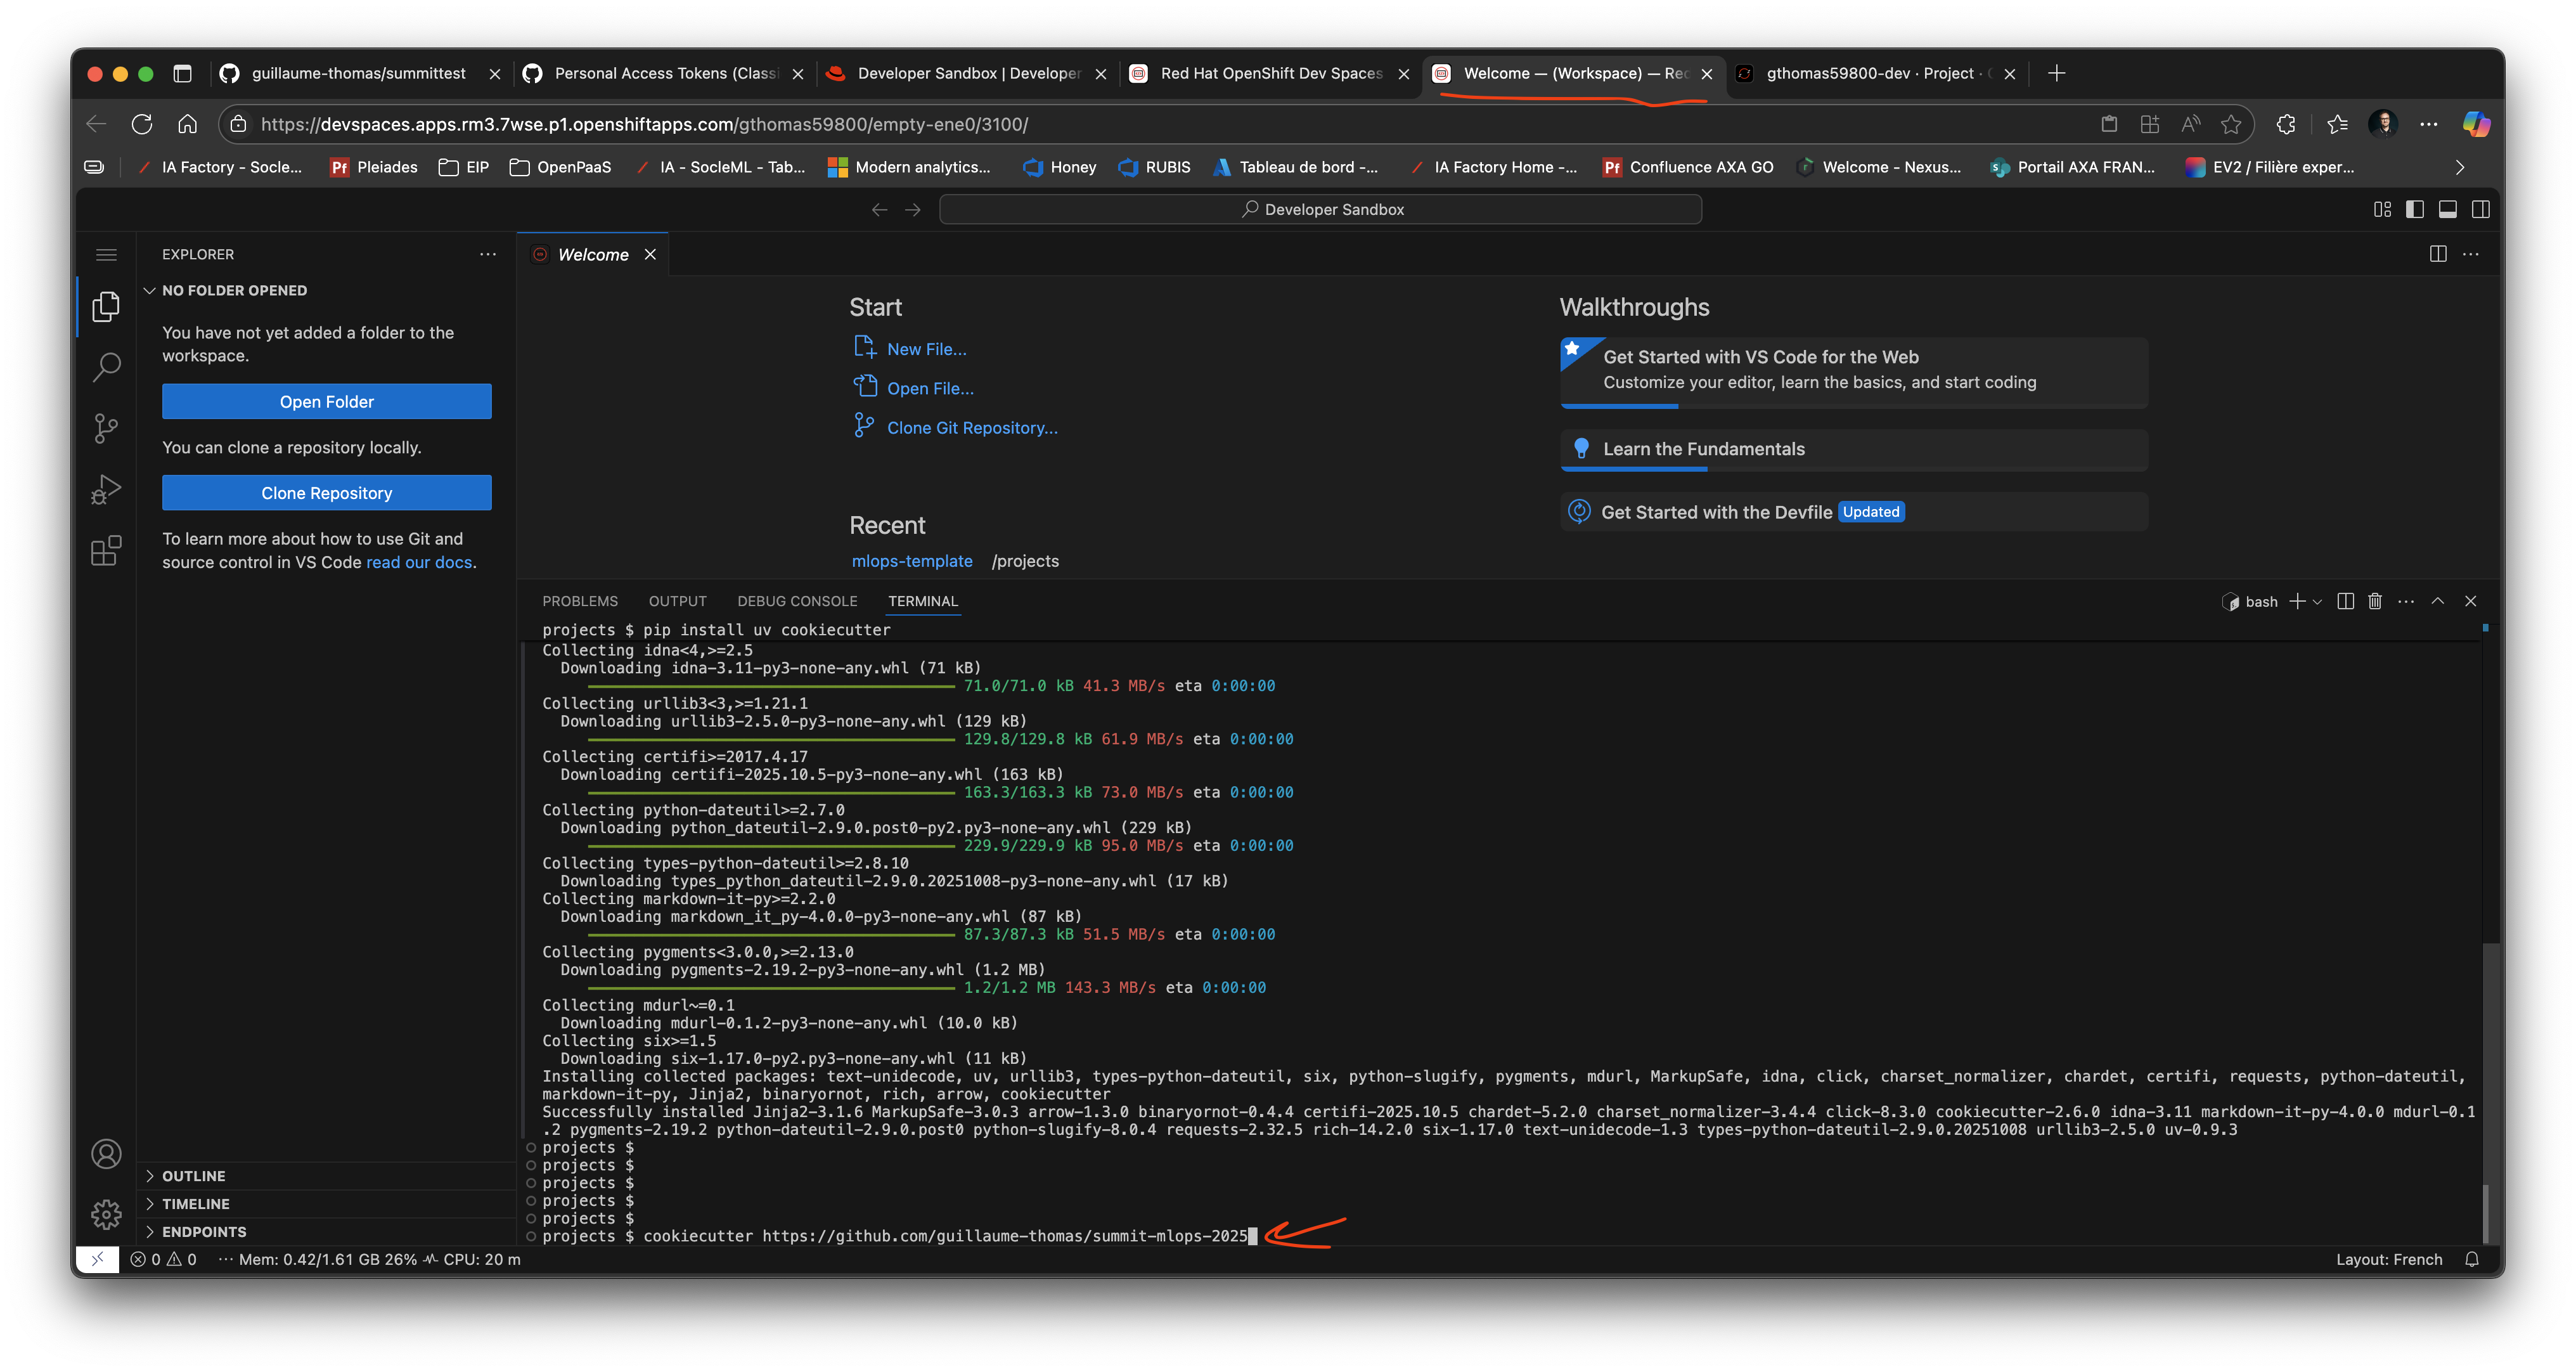 guillaume-thomas/summittest
Personal Access Tokens (Classi
Developer Sandbox | Developer
Red Hat OpenShift Dev Spaces
Welcome — (Workspace) — Red
gthomas59800-dev · Project ·
https://devspaces.apps.rm3.7wse.p1.openshiftapps.com/gthomas59800/empty-ene0/3100/
IA Factory - Socle...
Pf Pleiades
EIP
OpenPaaS
IA - SocleML - Tab...
Modern analytics...
Honey
RUBIS
Tableau de bord -...
IA Factory Home -...
Pf Confluence AXA GO
Welcome - Nexus...
Portail AXA FRAN...
EV2 / Filière exper...
Developer Sandbox
EXPLORER
NO FOLDER OPENED
You have not yet added a folder to the
workspace.
Open Folder
You can clone a repository locally.
Clone Repository
To learn more about how to use Git and
source control in VS Code read our docs.
OUTLINE
TIMELINE
ENDPOINTS
Welcome
Start
New File...
Open File...
Clone Git Repository...
Recent
mlops-template /projects
Walkthroughs
Get Started with VS Code for the Web
Customize your editor, learn the basics, and start coding
Learn the Fundamentals
Get Started with the Devfile Updated
PROBLEMS OUTPUT DEBUG CONSOLE TERMINAL
bash
projects $ pip install uv cookiecutter
Collecting idna<4,>=2.5
Downloading idna-3.11-py3-none-any.whl (71 kB)
71.0/71.0 kB 41.3 MB/s eta 0:00:00
Collecting urllib3<3,>=1.21.1
Downloading urllib3-2.5.0-py3-none-any.whl (129 kB)
129.8/129.8 kB 61.9 MB/s eta 0:00:00
Collecting certifi>=2017.4.17
Downloading certifi-2025.10.5-py3-none-any.whl (163 kB)
163.3/163.3 kB 73.0 MB/s eta 0:00:00
Collecting python-dateutil>=2.7.0
Downloading python_dateutil-2.9.0.post0-py2.py3-none-any.whl (229 kB)
229.9/229.9 kB 95.0 MB/s eta 0:00:00
Collecting types-python-dateutil>=2.8.10
Downloading types_python_dateutil-2.9.0.20251008-py3-none-any.whl (17 kB)
Collecting markdown-it-py>=2.2.0
Downloading markdown_it_py-4.0.0-py3-none-any.whl (87 kB)
87.3/87.3 kB 51.5 MB/s eta 0:00:00
Collecting pygments<3.0.0,>=2.13.0
Downloading pygments-2.19.2-py3-none-any.whl (1.2 MB)
1.2/1.2 MB 143.3 MB/s eta 0:00:00
Collecting mdurl~=0.1
Downloading mdurl-0.1.2-py3-none-any.whl (10.0 kB)
Collecting six>=1.5
Downloading six-1.17.0-py2.py3-none-any.whl (11 kB)
Installing collected packages: text-unidecode, uv, urllib3, types-python-dateutil, six, python-slugify, pygments, mdurl, MarkupSafe, idna, click, charset_normalizer, chardet, certifi, requests, python-dateutil,
markdown-it-py, Jinja2, binaryornot, rich, arrow, cookiecutter
Successfully installed Jinja2-3.1.6 MarkupSafe-3.0.3 arrow-1.3.0 binaryornot-0.4.4 certifi-2025.10.5 chardet-5.2.0 charset_normalizer-3.4.4 click-8.3.0 cookiecutter-2.6.0 idna-3.11 markdown-it-py-4.0.0 mdurl-0.1
.2 pygments-2.19.2 python-dateutil-2.9.0.post0 python-slugify-8.0.4 requests-2.32.5 rich-14.2.0 six-1.17.0 text-unidecode-1.3 types-python-dateutil-2.9.0.20251008 urllib3-2.5.0 uv-0.9.3
projects $
projects $
projects $
projects $
projects $
projects $ cookiecutter https://github.com/guillaume-thomas/summit-mlops-2025
0 0 ··· Mem: 0.42/1.61 GB 26% CPU: 20 m
Layout: French